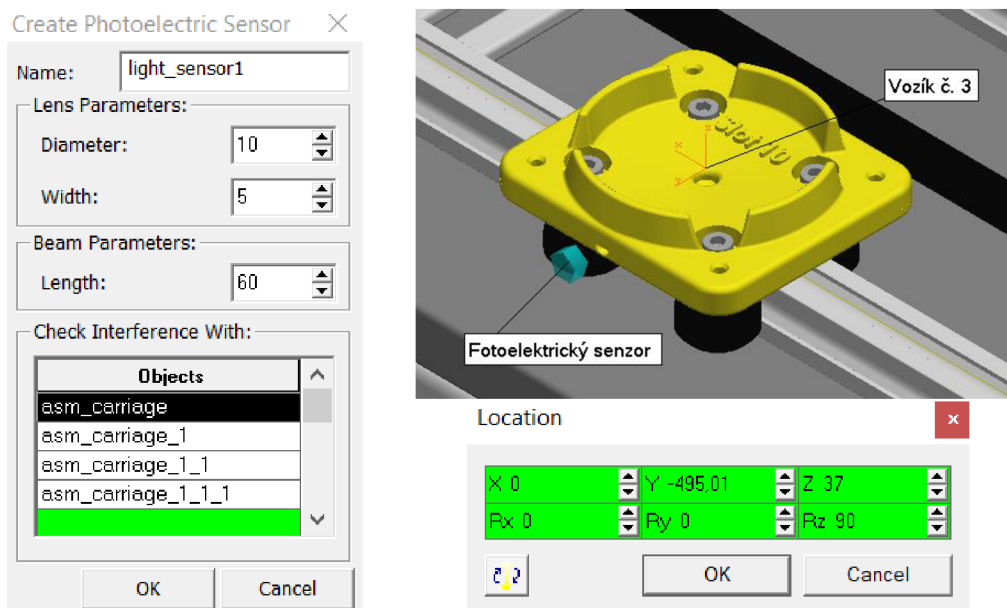 Create Photoelectric Sensor
Name:
light_sensor1
Lens Parameters:
Diameter:
10
Width:
5
Beam Parameters:
Length:
60
Check Interference With:
Objects
asm_carriage
asm_carriage_1
asm_carriage_1_1
asm_carriage_1_1_1
OK
Cancel
Vozík č. 3
slot 10
z
x
y
Fotoelektrický senzor
Location
X 0
Y -495,01
Z 37
Rx 0
Ry 0
Rz 90
OK
Cancel